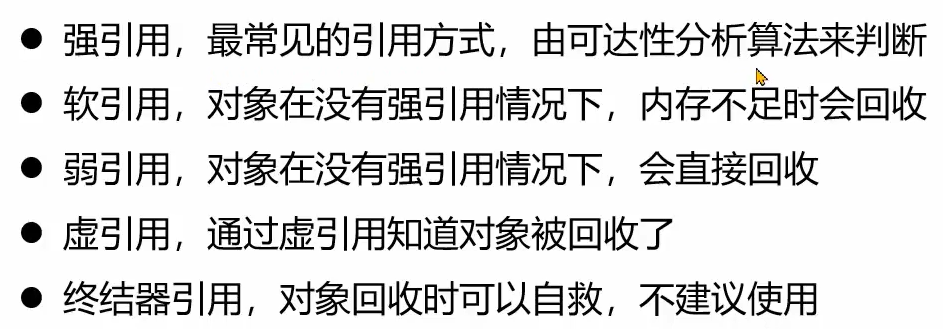 ● 强引用，最常见的引用方式，由可达性分析算法来判断
● 软引用，对象在没有强引用情况下，内存不足时会回收
● 弱引用，对象在没有强引用情况下，会直接回收
● 虚引用，通过虚引用知道对象被回收了
● 终结器引用，对象回收时可以自救，不建议使用